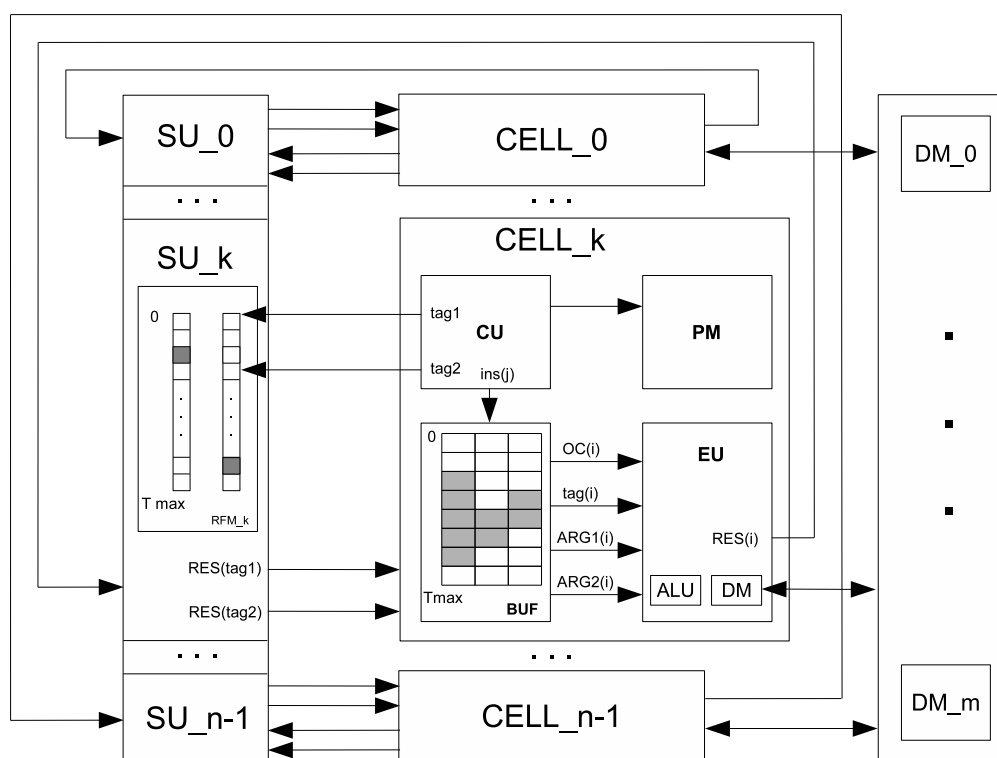 SU_0
CELL_0
DM_0
. . .
. . .
SU_k
CELL_k
0
T max
RFM_k
tag1
tag2
CU
ins(j)
PM
0
Tmax
BUF
OC(i)
tag(i)
ARG1(i)
ARG2(i)
EU
RES(i)
ALU
DM
RES(tag1)
RES(tag2)
. . .
. . .
SU_n-1
CELL_n-1
DM_m